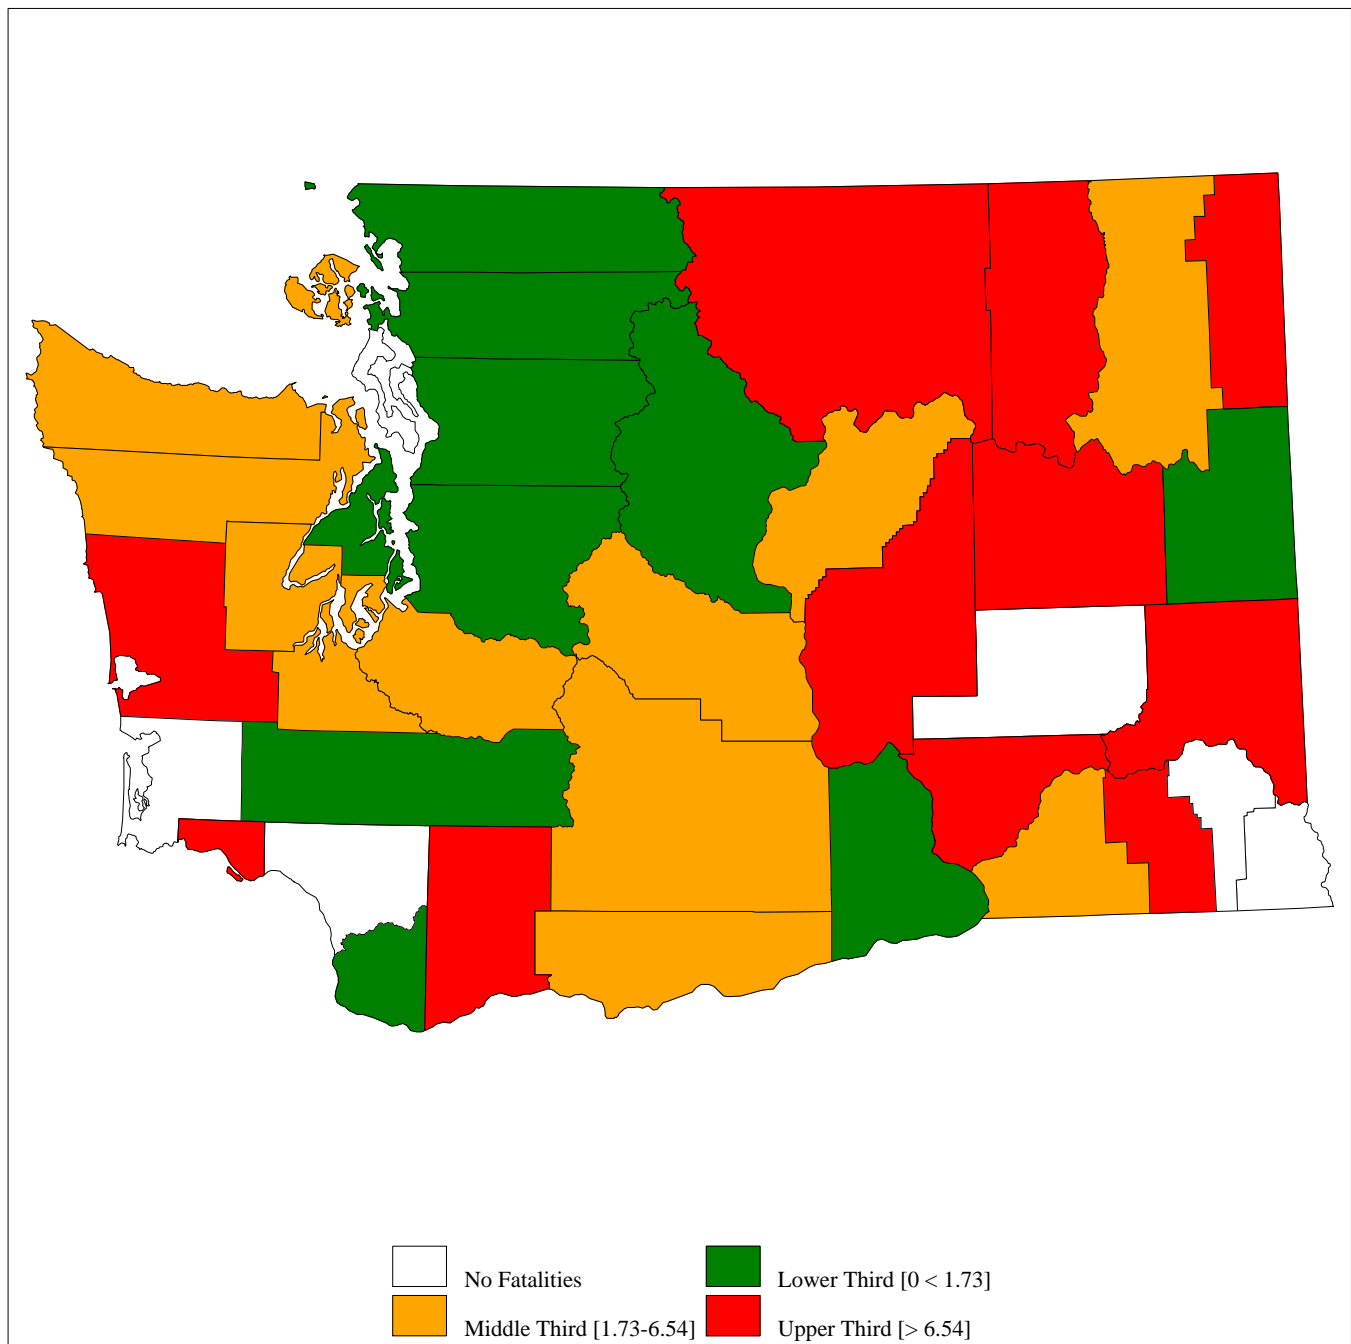 No Fatalities
Lower Third [0 < 1.73]
Middle Third [1.73-6.54]
Upper Third [> 6.54]